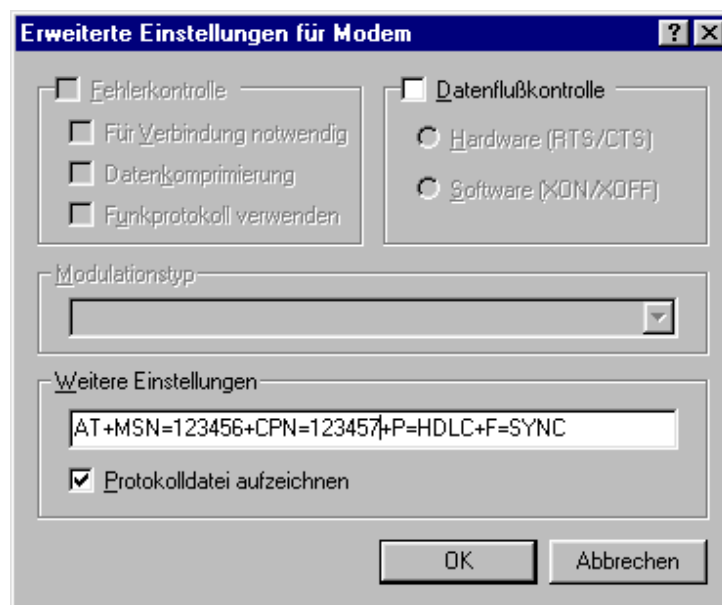 Erweiterte Einstellungen für Modem
Fehlerkontrolle
Für Verbindung notwendig
Datenkomprimierung
Funkprotokoll verwenden
Datenflußkontrolle
Hardware (RTS/CTS)
Software (XON/XOFF)
Modulationstyp
Weitere Einstellungen
AT+MSN=123456+CPN=123457+P=HDLC+F=SYNC
Protokolldatei aufzeichnen
OK
Abbrechen